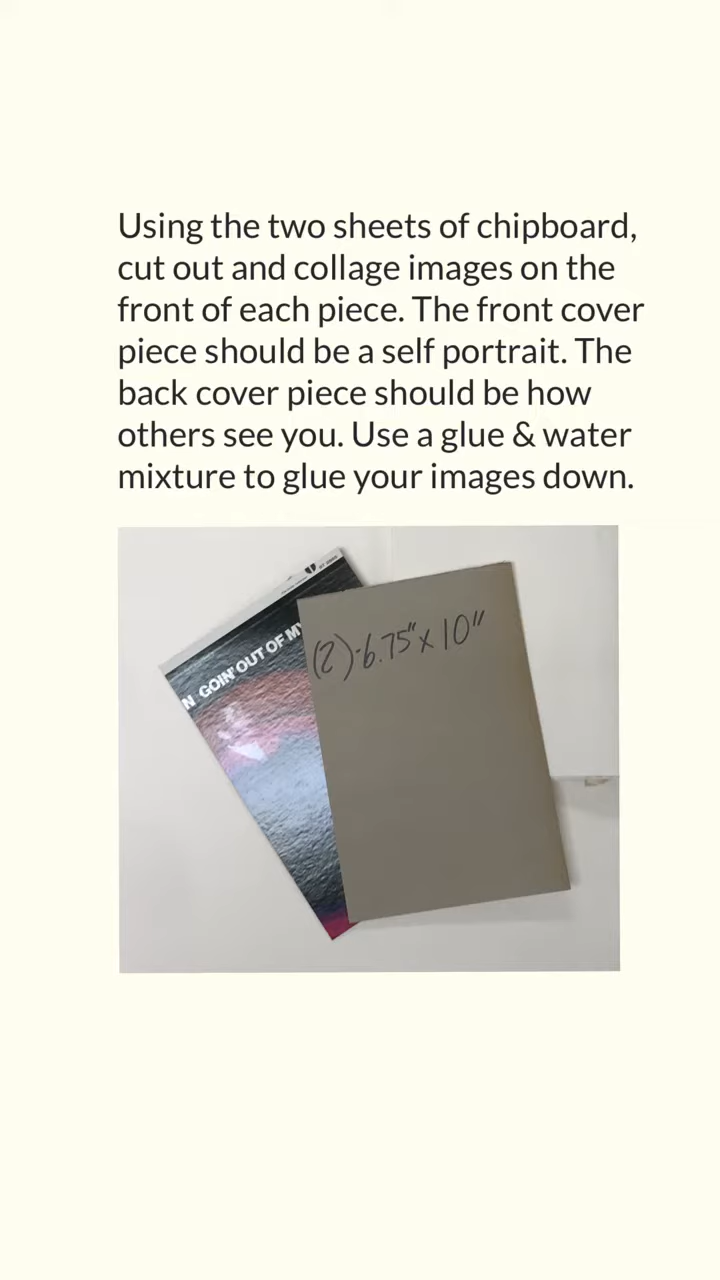 Using the two sheets of chipboard,
cut out and collage images on the
front of each piece. The front cover
piece should be a self portrait. The
back cover piece should be how
others see you. Use a glue & water
mixture to glue your images down.
N GOIN' OUT OF MY
(2)-6.75" x 10"